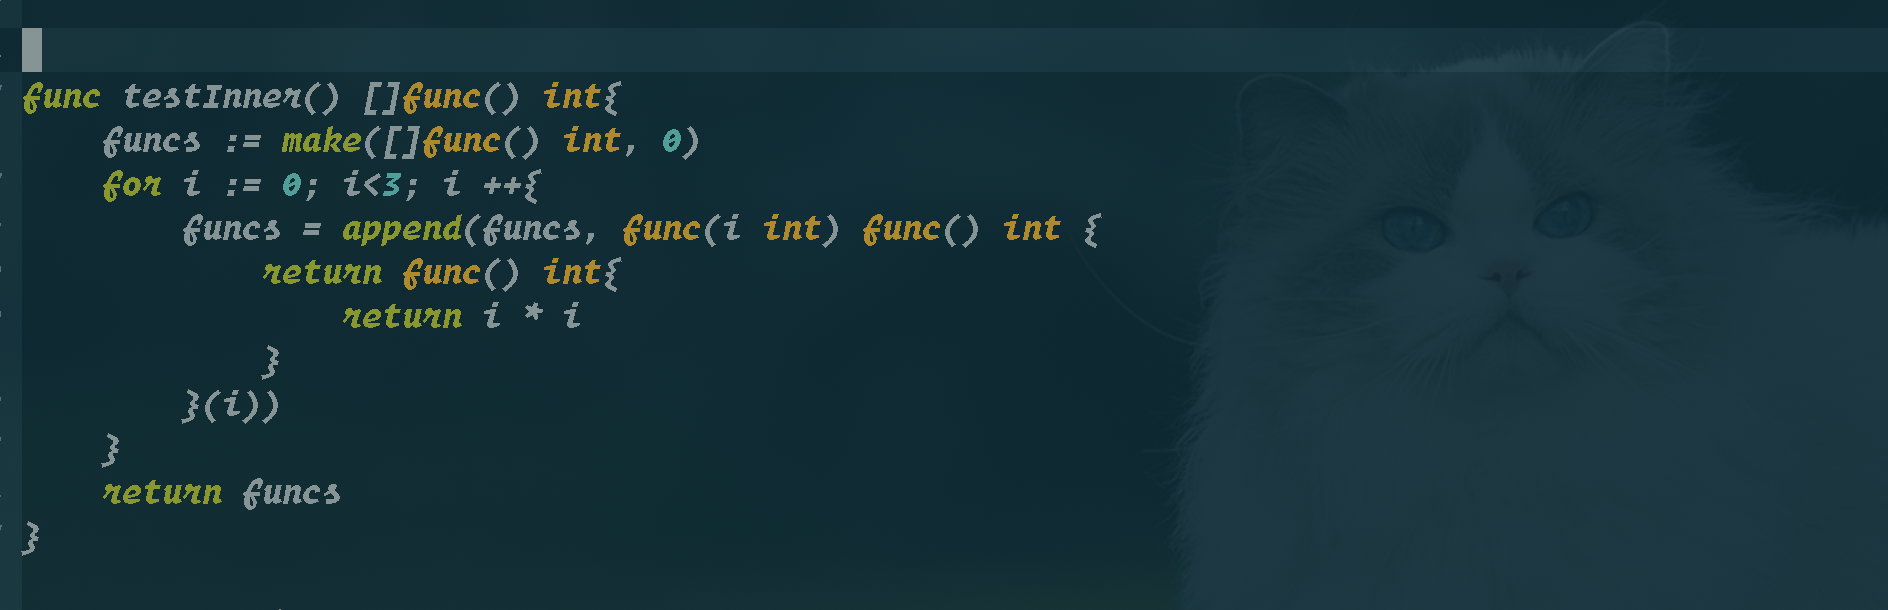 func testInner() []func() int{
    funcs := make([]func() int, 0)
    for i := 0; i<3; i ++{
        funcs = append(funcs, func(i int) func() int {
            return func() int{
                return i * i
            }
        }(i))
    }
    return funcs
}